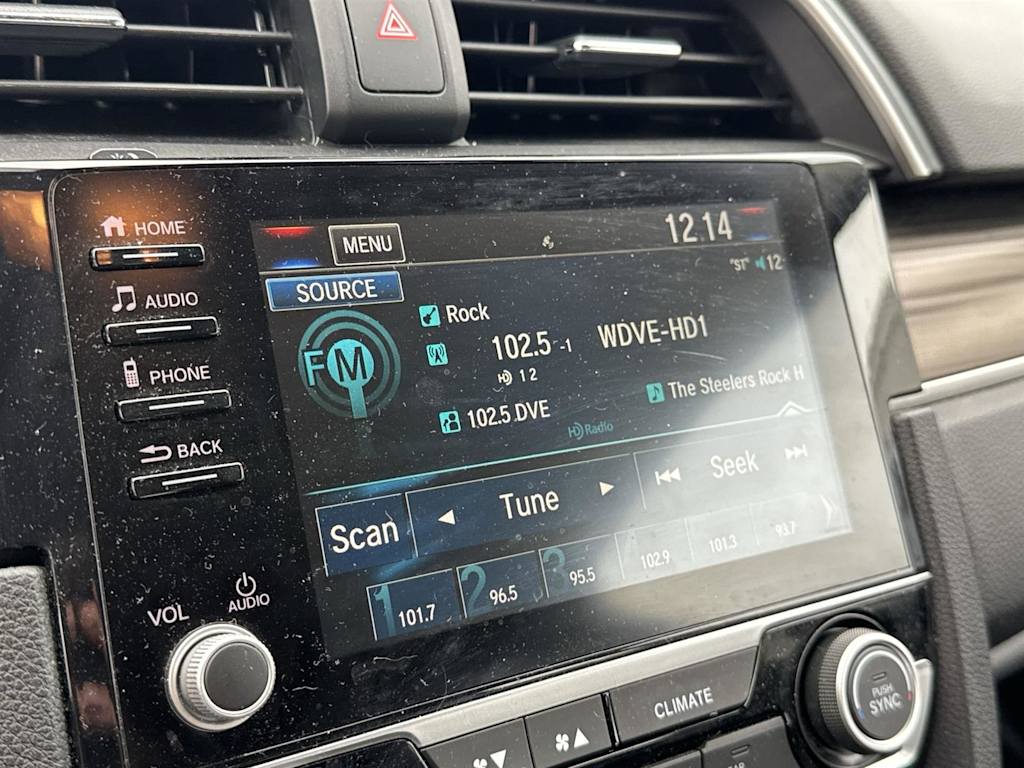 HOME
AUDIO
PHONE
BACK
VOL
AUDIO
MENU
12:14
SOURCE
"ST" 12
FM
Rock
102.5 -1 WDVE-HD1
HD 1 2
102.5 DVE
The Steelers Rock H
HD Radio
Scan
Tune
Seek
1 101.7
2 96.5
3 95.5
102.9
101.3
93.7
CLIMATE
PUSH
SYNC